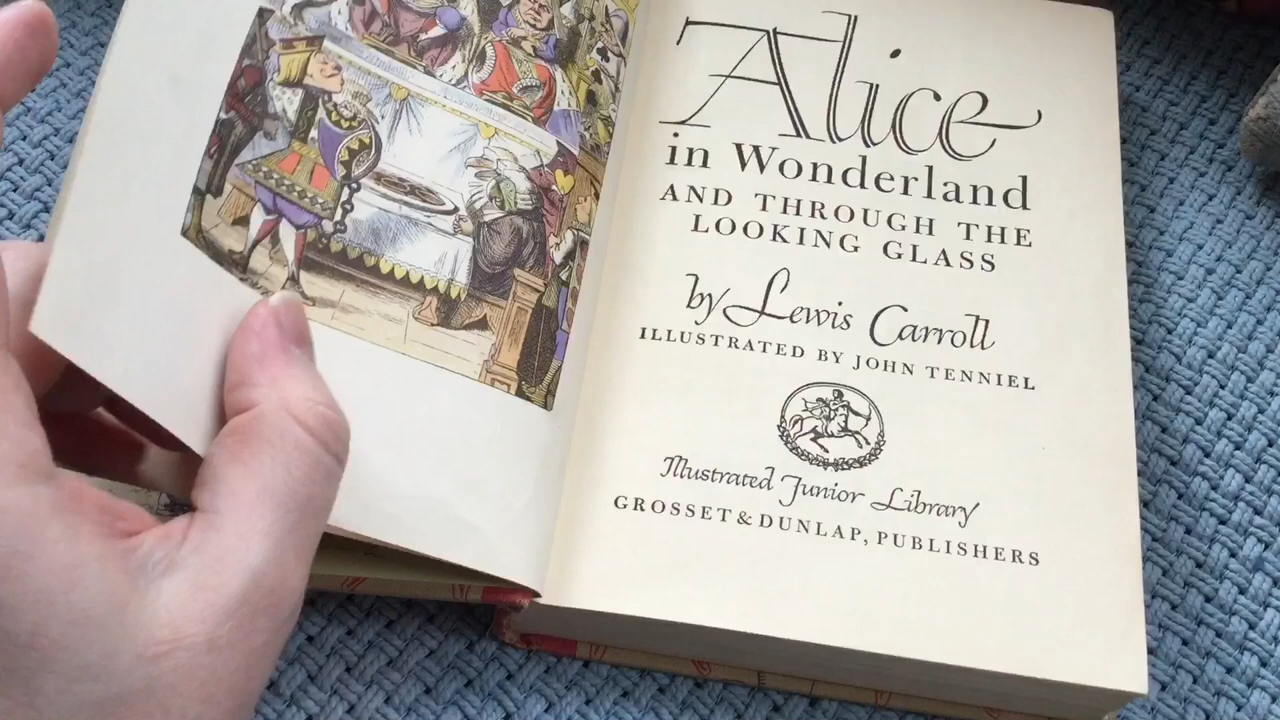 Alice
in Wonderland
AND THROUGH THE
LOOKING GLASS
by Lewis Carroll
ILLUSTRATED BY JOHN TENNIEL
Illustrated Junior Library
GROSSET & DUNLAP, PUBLISHERS